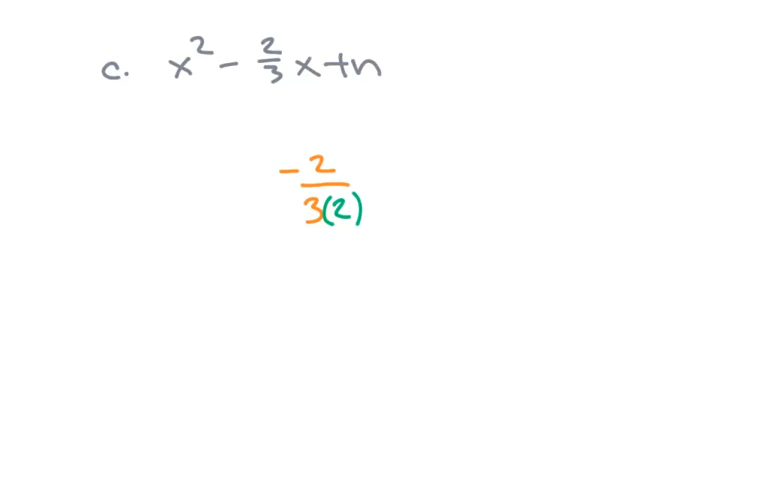 c. x² - 2/3 x + n
- 2
3(2)